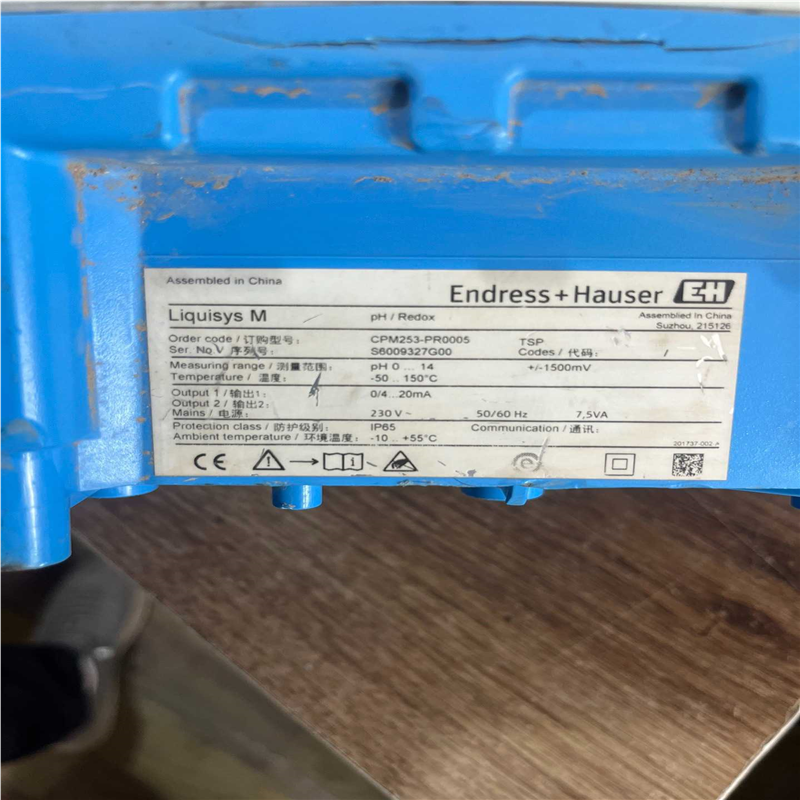 Assembled in China
Endress+Hauser EH
Liquisys M pH / Redox Assemblied in China
Suzhou, 215126
Order code / 订购型号: CPM253-PR0005 TSP
Ser. No./ 序列号: S6009327G00 Codes / 代码: /
Measuring range / 测量范围: pH 0 ... 14 +/-1500mV
Temperature / 温度: -50 .. 150°C
Output 1 / 输出1: 0/4...20mA
Output 2 / 输出2:
Mains / 电源: 230 V~ 50/60 Hz 7,5VA
Protection class / 防护级别: IP65 Communication / 通讯:
Ambient temperature / 环境温度: -10 .. +55°C
201737-002
CE i